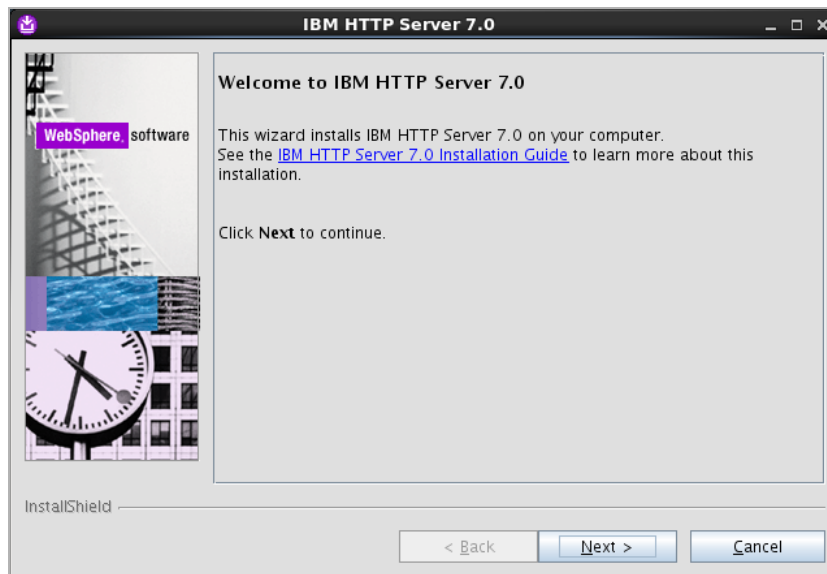 IBM HTTP Server 7.0
WebSphere. software
Welcome to IBM HTTP Server 7.0
This wizard installs IBM HTTP Server 7.0 on your computer.
See the IBM HTTP Server 7.0 Installation Guide to learn more about this
installation.
Click Next to continue.
InstallShield
< Back
Next >
Cancel